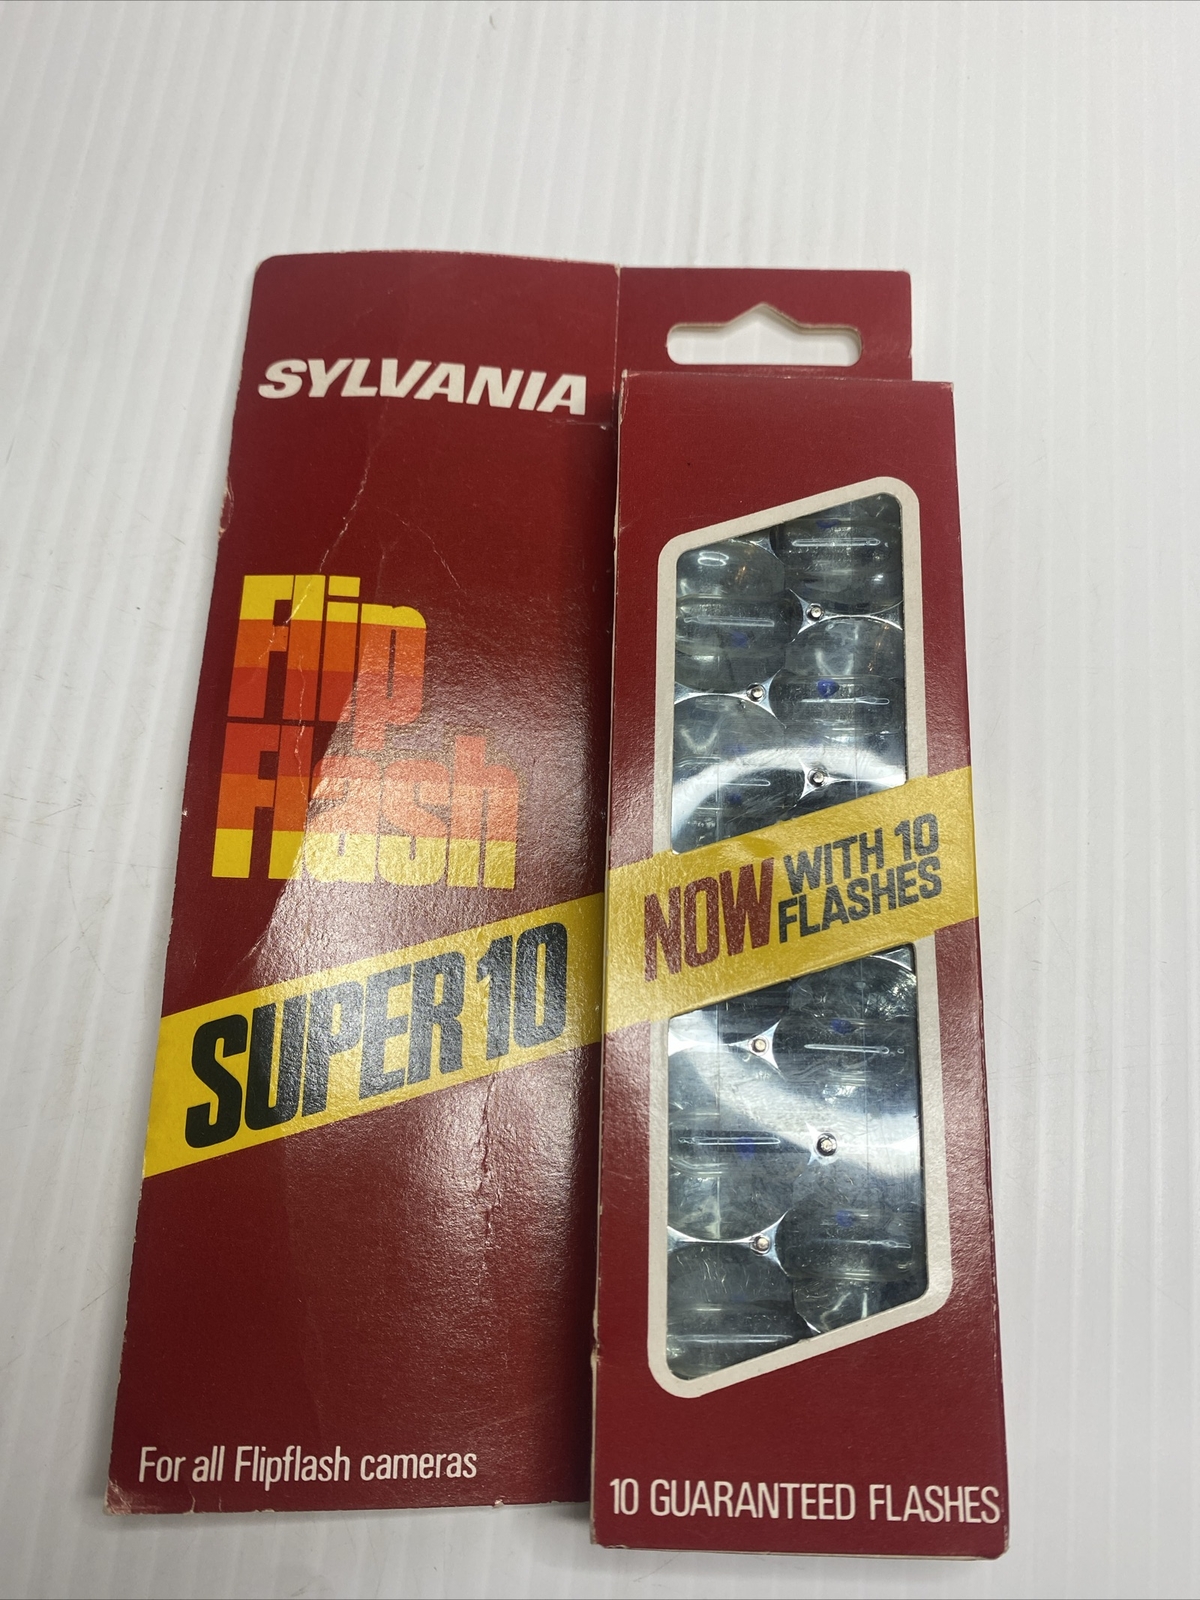 SYLVANIA
Flip
Flash
SUPER 10
For all Flipflash cameras
NOW WITH 10
FLASHES
10 GUARANTEED FLASHES